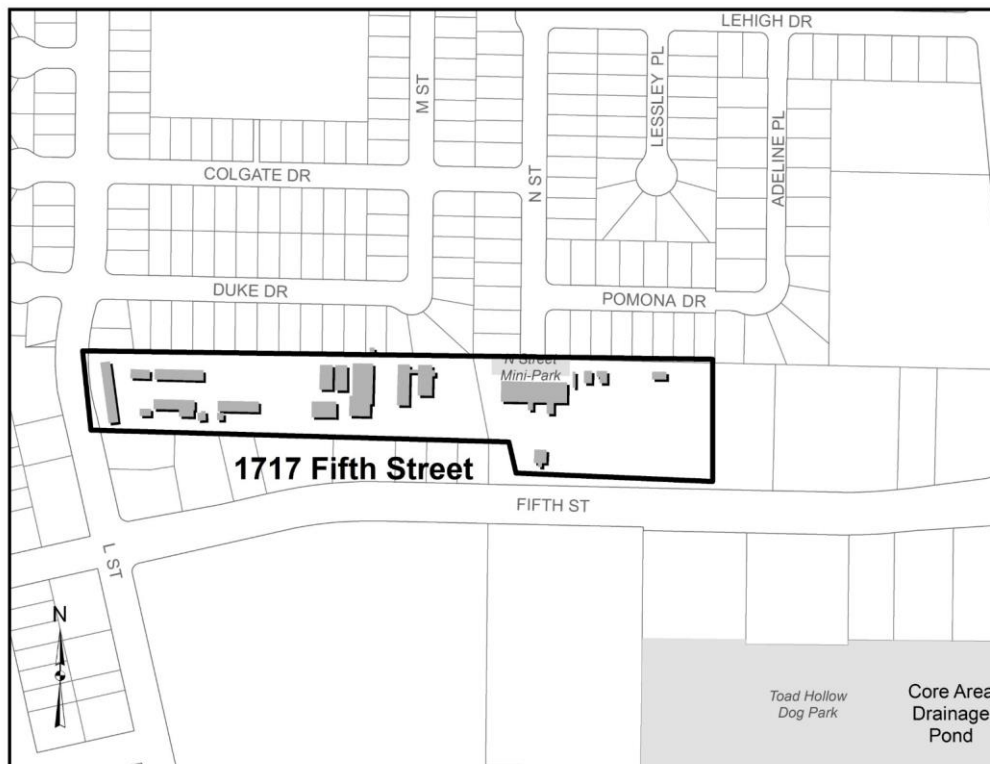 LEHIGH DR
M ST
LESSLEY PL
ADELINE PL
COLGATE DR
N ST
DUKE DR
POMONA DR
N Street
Mini-Park
1717 Fifth Street
FIFTH ST
L ST
N
Toad Hollow
Dog Park
Core Area
Drainage
Pond